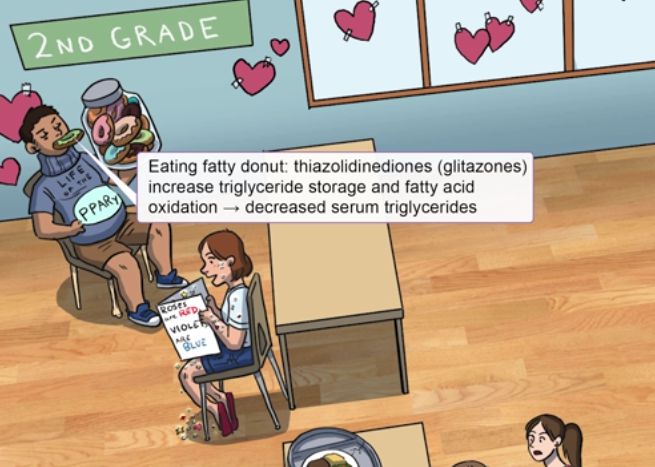 2ND GRADE
Eating fatty donut: thiazolidinediones (glitazones)
increase triglyceride storage and fatty acid
oxidation → decreased serum triglycerides
LIFE
OF THE
PPARγ
ROSES
are RED,
VIOLETS
ARE
BLUE